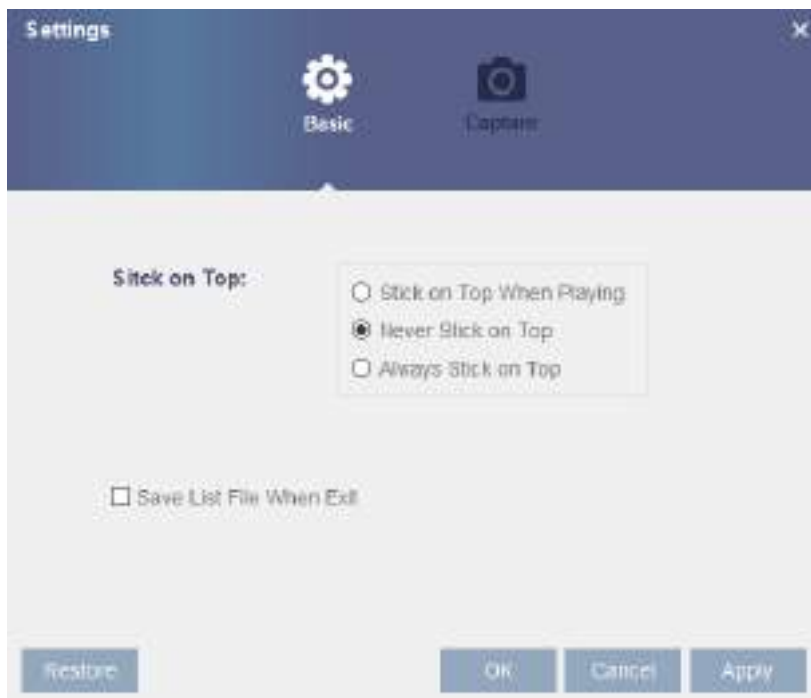 Settings
Basic
Capture
Sitck on Top:
Stick on Top When Playing
Never Stick on Top
Always Stick on Top
Save List File When Exit
Restore
OK
Cancel
Apply